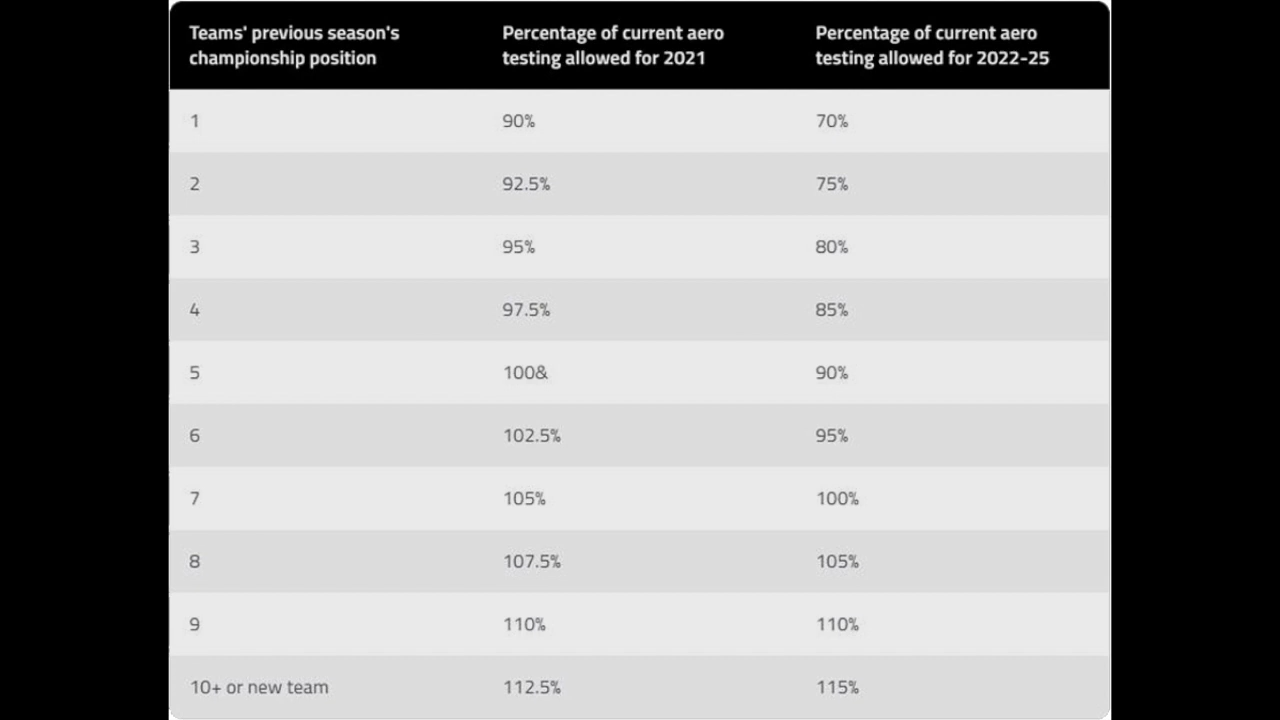 Teams' previous season's Percentage of current aero Percentage of current aero
championship position testing allowed for 2021 testing allowed for 2022-25
1 90% 70%
2 92.5% 75%
3 95% 80%
4 97.5% 85%
5 100& 90%
6 102.5% 95%
7 105% 100%
8 107.5% 105%
9 110% 110%
10+ or new team 112.5% 115%